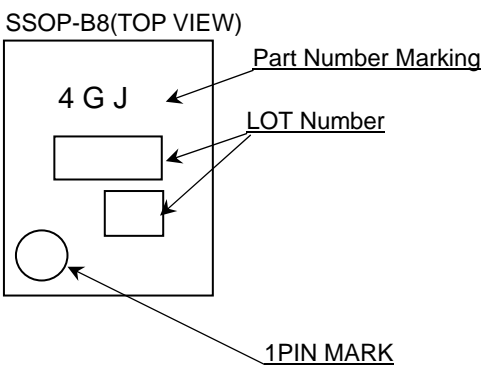 SSOP-B8(TOP VIEW)
Part Number Marking
4 G J
LOT Number
1PIN MARK